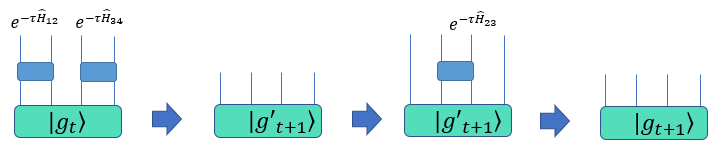 e^{-τĤ_{12}} e^{-τĤ_{34}}
|g_t⟩
|g'_{t+1}⟩
e^{-τĤ_{23}}
|g'_{t+1}⟩
|g_{t+1}⟩